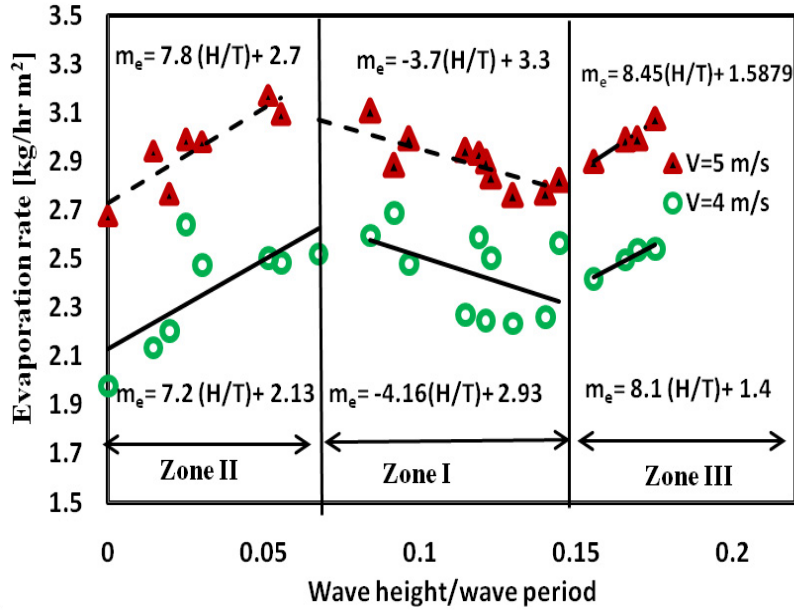 3.5
3.3
3.1
2.9
2.7
2.5
2.3
2.1
1.9
1.7
1.5
Evaporation rate [kg/hr m²]
mₑ= 7.8 (H/T)+ 2.7
mₑ= -3.7(H/T) + 3.3
mₑ= 8.45(H/T)+ 1.5879
V=5 m/s
V=4 m/s
mₑ= 7.2 (H/T)+ 2.13
mₑ= -4.16(H/T)+ 2.93
mₑ= 8.1 (H/T)+ 1.4
Zone II
Zone I
Zone III
0
0.05
0.1
0.15
0.2
Wave height/wave period